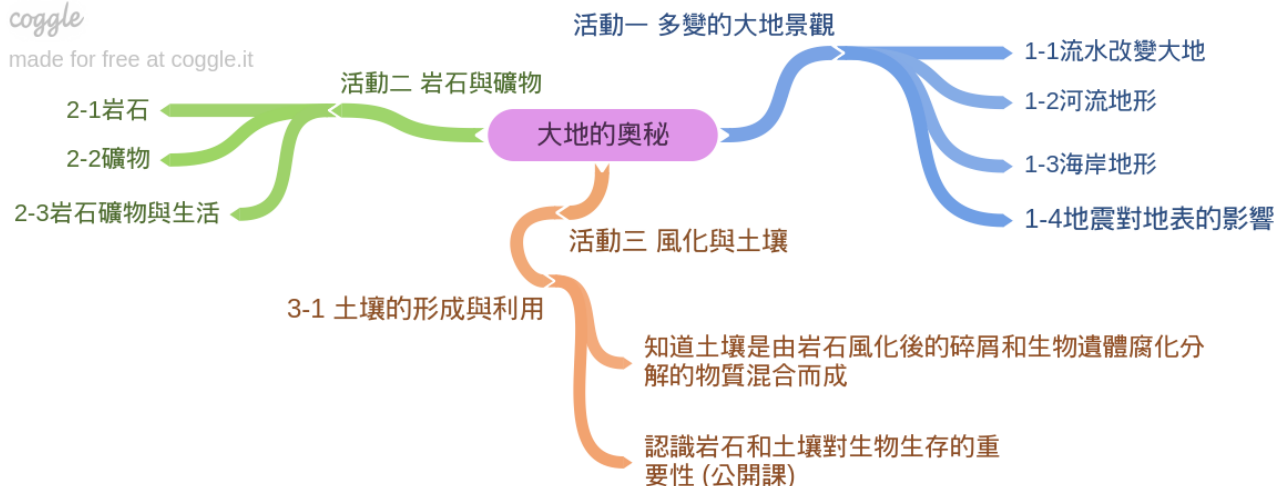 coggle
made for free at coggle.it
大地的奧秘
活動一 多變的大地景觀
1-1流水改變大地
1-2河流地形
1-3海岸地形
1-4地震對地表的影響
活動二 岩石與礦物
2-1岩石
2-2礦物
2-3岩石礦物與生活
活動三 風化與土壤
3-1 土壤的形成與利用
知道土壤是由岩石風化後的碎屑和生物遺體腐化分
解的物質混合而成
認識岩石和土壤對生物生存的重
要性 (公開課)